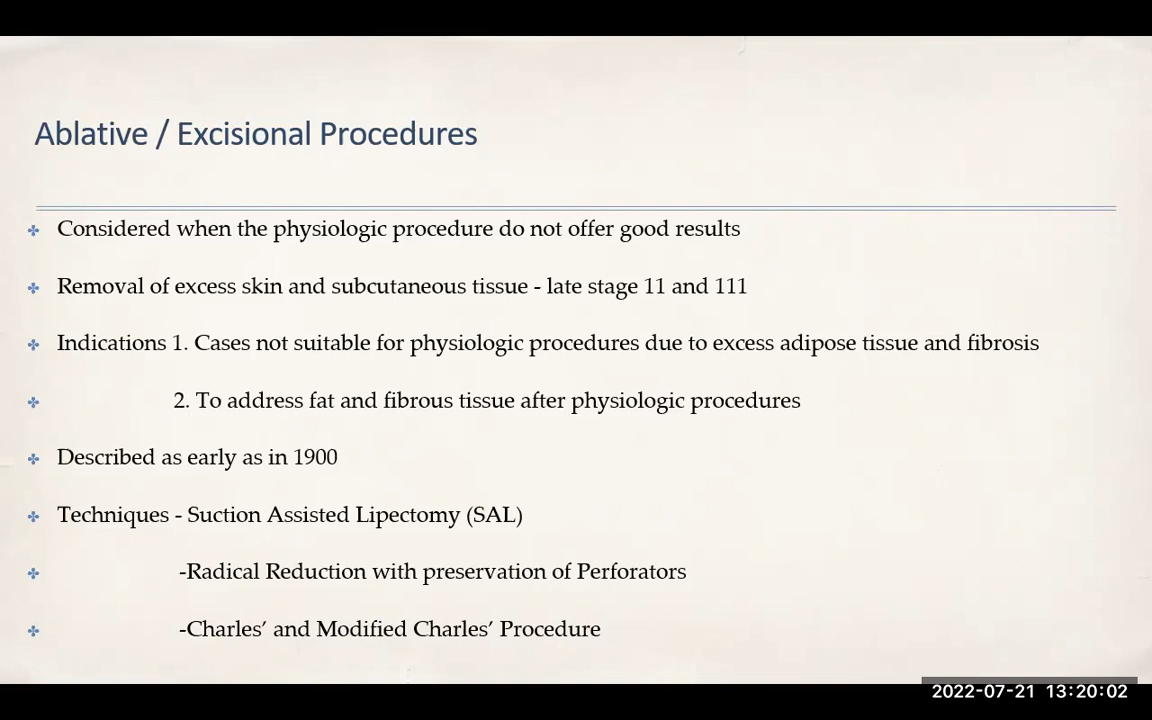 Ablative / Excisional Procedures
Considered when the physiologic procedure do not offer good results
Removal of excess skin and subcutaneous tissue - late stage 11 and 111
Indications 1. Cases not suitable for physiologic procedures due to excess adipose tissue and fibrosis
2. To address fat and fibrous tissue after physiologic procedures
Described as early as in 1900
Techniques - Suction Assisted Lipectomy (SAL)
-Radical Reduction with preservation of Perforators
-Charles’ and Modified Charles’ Procedure
2022-07-21 13:20:02